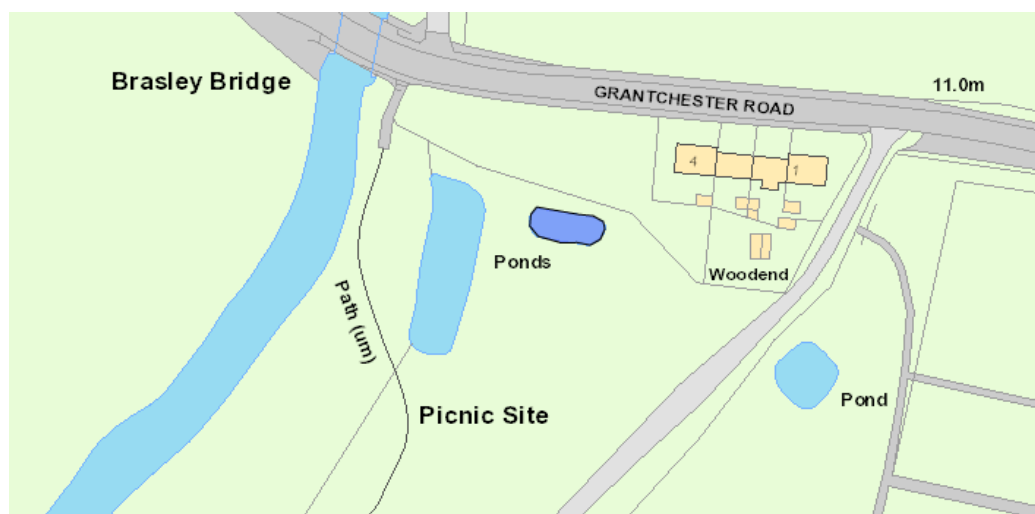 Brasley Bridge
GRANTCHESTER ROAD
11.0m
4
1
Ponds
Woodend
Path (um)
Pond
Picnic Site